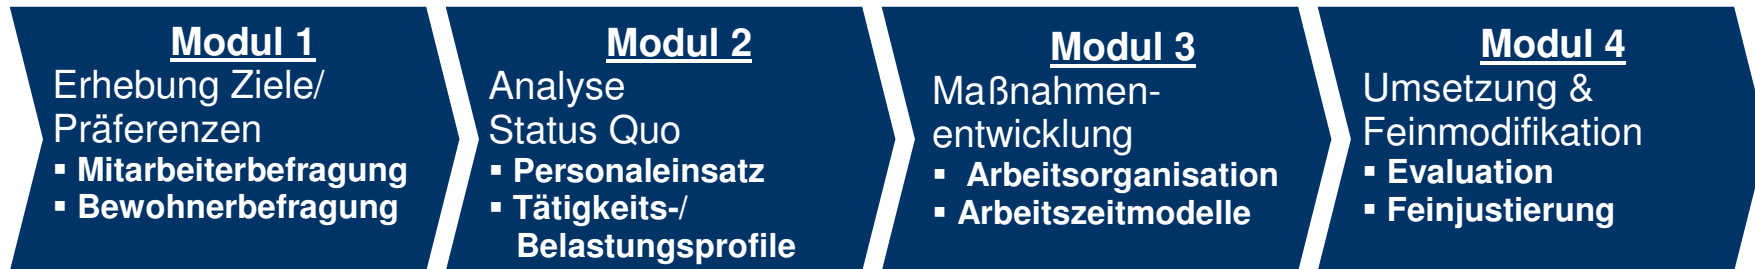 Modul 1
Erhebung Ziele/
Präferenzen
▪ Mitarbeiterbefragung
▪ Bewohnerbefragung
Modul 2
Analyse
Status Quo
▪ Personaleinsatz
▪ Tätigkeits-/
Belastungsprofile
Modul 3
Maßnahmen-
entwicklung
▪ Arbeitsorganisation
▪ Arbeitszeitmodelle
Modul 4
Umsetzung &
Feinmodifikation
▪ Evaluation
▪ Feinjustierung